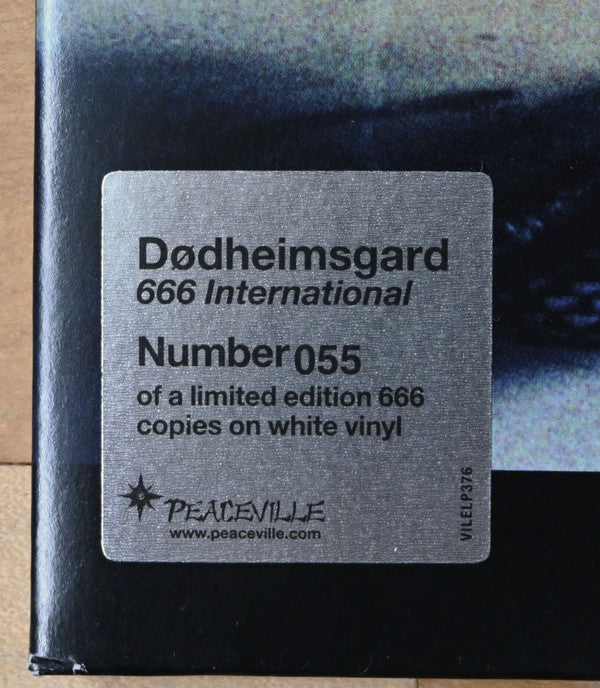 Dødheimsgard
666 International
Number 055
of a limited edition 666
copies on white vinyl
PEACEVILLE
www.peaceville.com
VILELP376